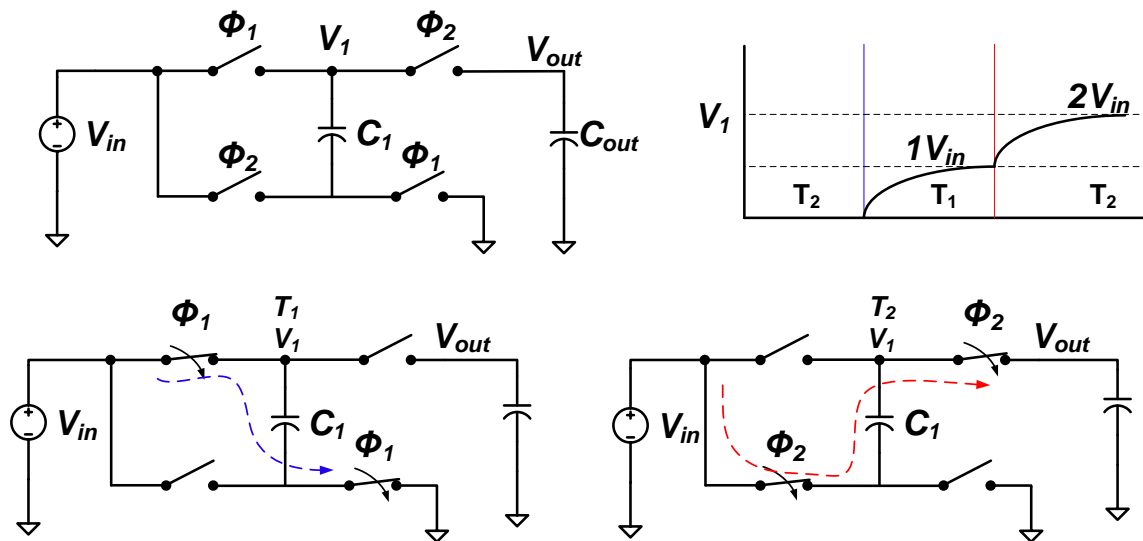 Φ1 V1 Φ2 Vout
Vin C1 Cout
Φ2 Φ1
V1 2Vin
1Vin
T2 T1 T2
Φ1 T1 V1 Vout
Vin C1 Φ1
T2 V1 Φ2 Vout
Vin Φ2 C1